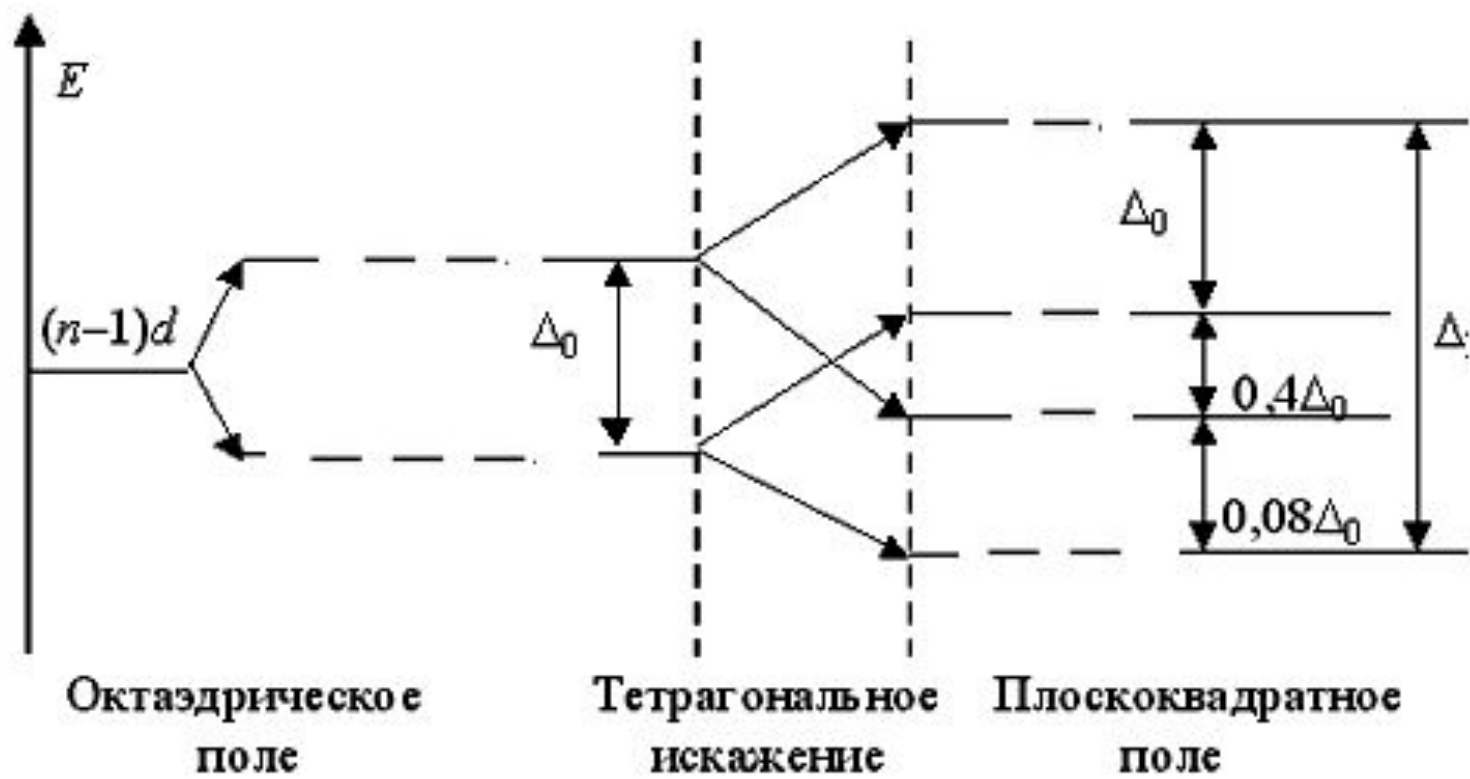 E
(n–1)d
Δ₀
Δ₀
0,4Δ₀
0,08Δ₀
Δ
Октаэдрическое
поле
Тетрагональное
искажение
Плоскоквадратное
поле